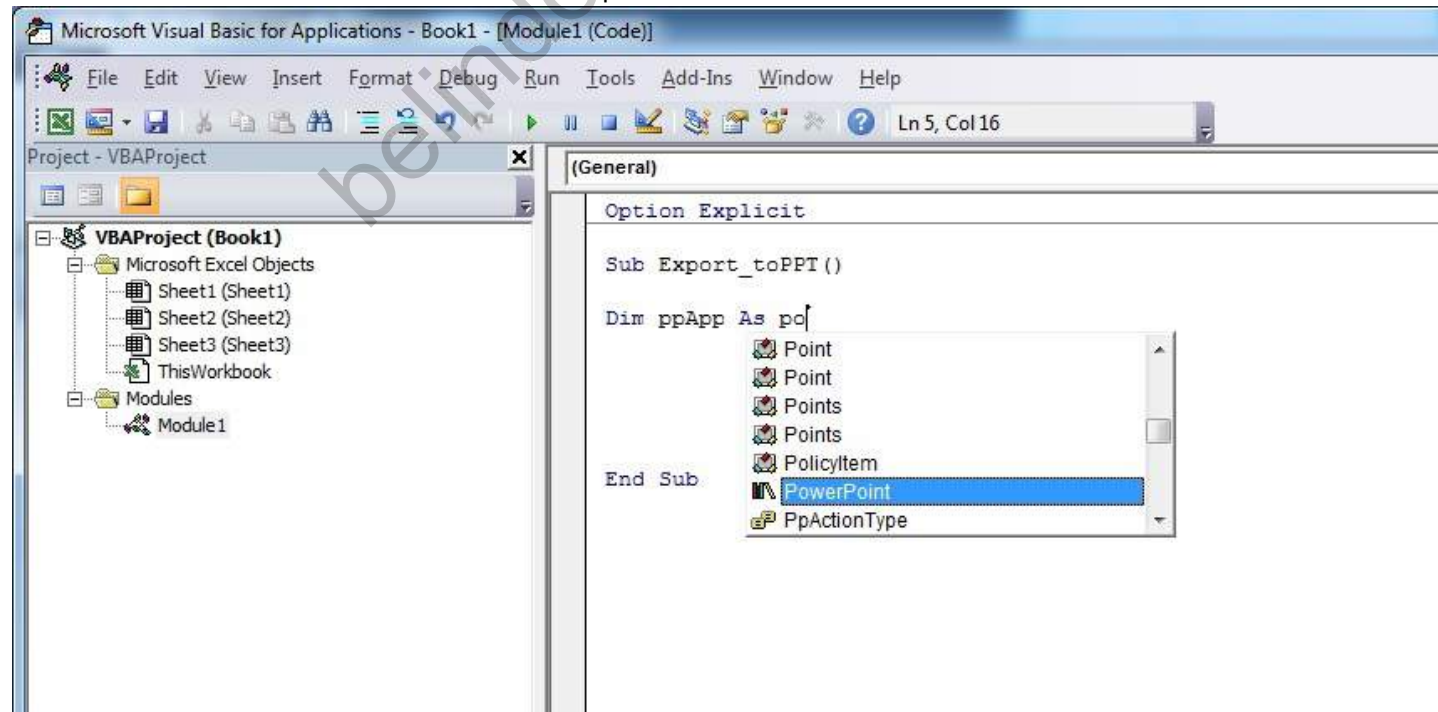 Microsoft Visual Basic for Applications - Book1 - [Module1 (Code)]
File Edit View Insert Format Debug Run Tools Add-Ins Window Help
Ln 5, Col 16
Project - VBAProject
(General)
VBAProject (Book1)
Microsoft Excel Objects
Sheet1 (Sheet1)
Sheet2 (Sheet2)
Sheet3 (Sheet3)
ThisWorkbook
Modules
Module1
Option Explicit
Sub Export_toPPT()
Dim ppApp As po
Point
Point
Points
Points
PolicyItem
PowerPoint
PpActionType
End Sub